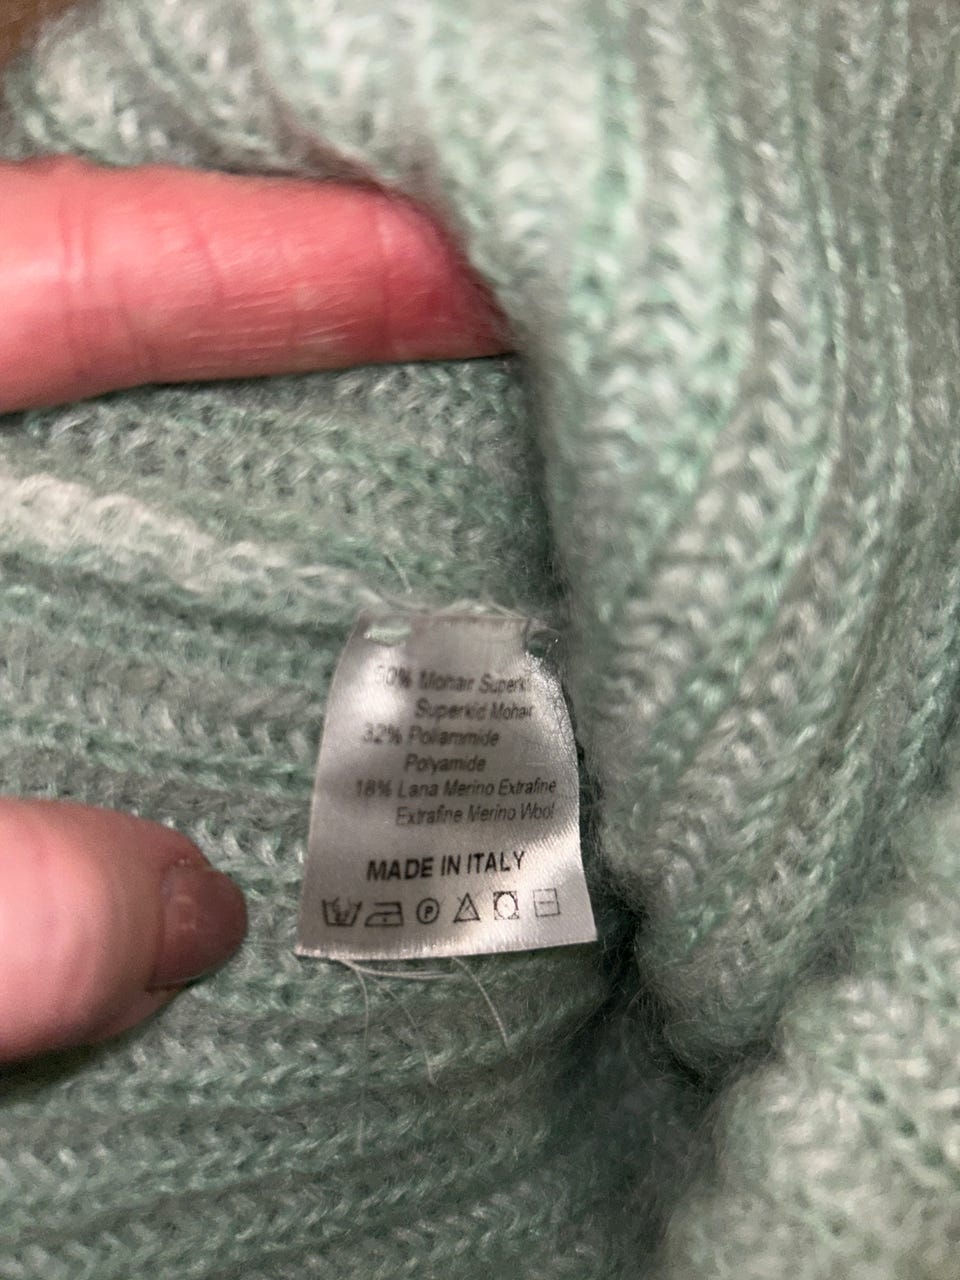 50% Mohair Superkid
Superkid Mohair
32% Poliammide
Polyamide
18% Lana Merino Extrafine
Extrafine Merino Wool
MADE IN ITALY
P